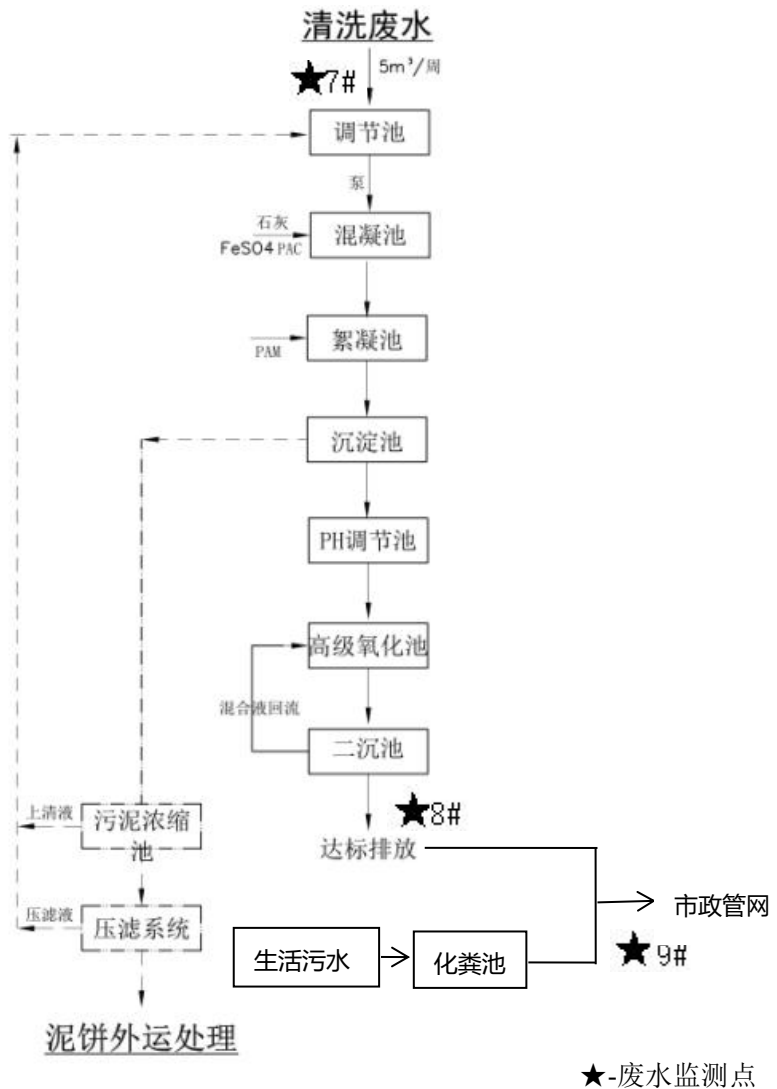 清洗废水
5m³/周
★7#
调节池
泵
石灰
FeSO4 PAC
混凝池
PAM
絮凝池
沉淀池
PH调节池
高级氧化池
混合液回流
二沉池
★8#
上清液
污泥浓缩
池
达标排放
市政管网
压滤液
压滤系统
生活污水
化粪池
★9#
泥饼外运处理
★-废水监测点